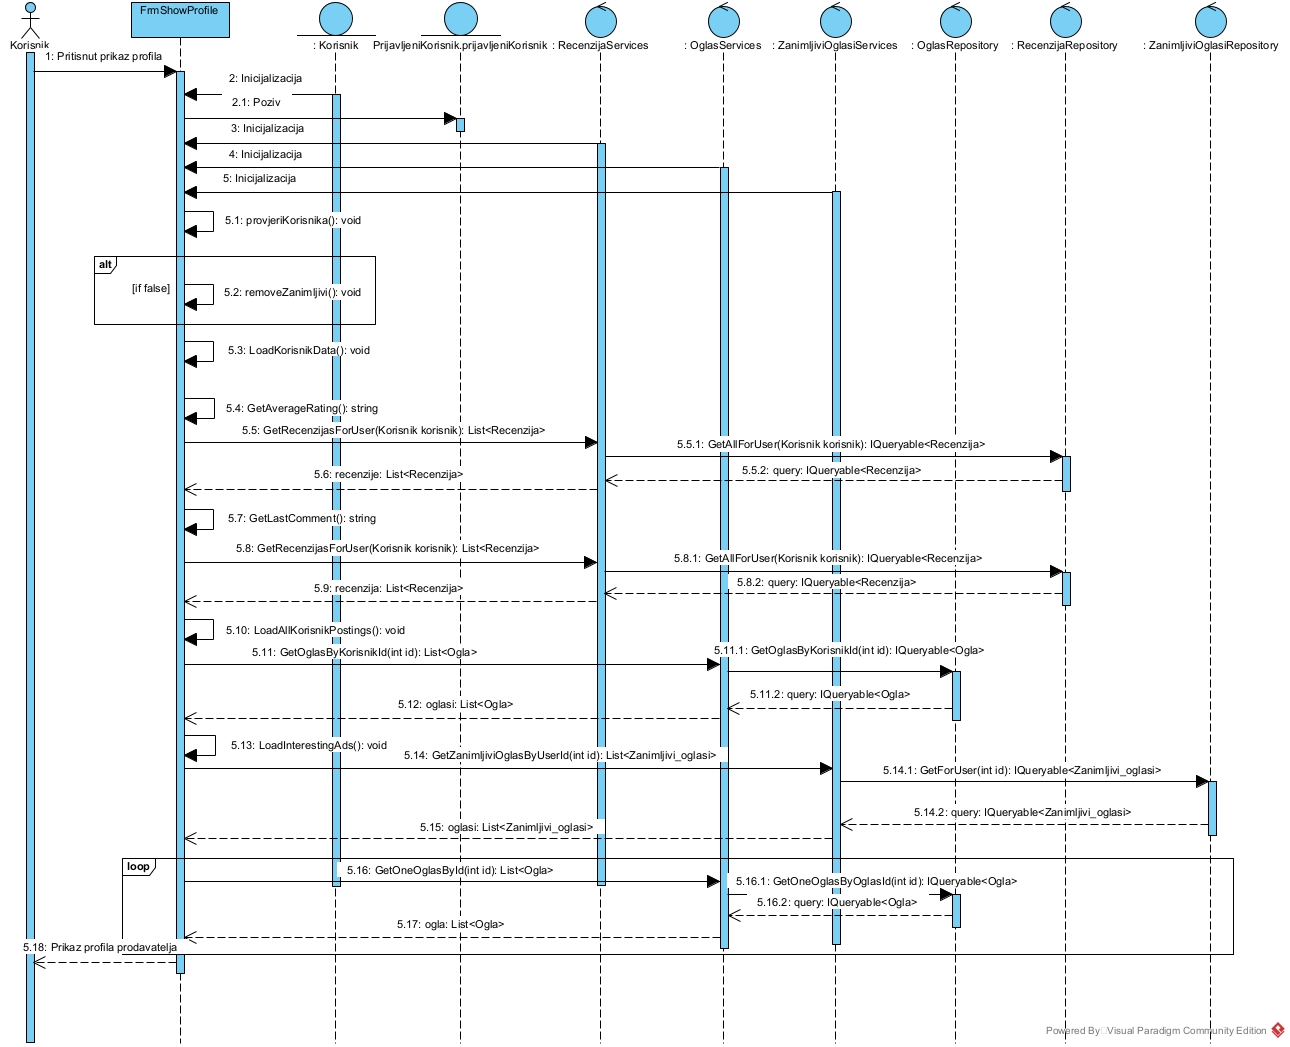 FrmShowProfile
Korisnik
: Korisnik
PrijavljeniKorisnik.prijavljeniKorisnik
: RecenzijaServices
: OglasServices
: ZanimljiviOglasiServices
: OglasRepository
: RecenzijaRepository
: ZanimljiviOglasiRepository
1: Pritisnut prikaz profila
2: Inicijalizacija
2.1: Poziv
3: Inicijalizacija
4: Inicijalizacija
5: Inicijalizacija
5.1: provjeriKorisnika(): void
alt
[if false]
5.2: removeZanimljivi(): void
5.3: LoadKorisnikData(): void
5.4: GetAverageRating(): string
5.5: GetRecenzijasForUser(Korisnik korisnik): List<Recenzija>
5.5.1: GetAllForUser(Korisnik korisnik): IQueryable<Recenzija>
5.5.2: query: IQueryable<Recenzija>
5.6: recenzije: List<Recenzija>
5.7: GetLastComment(): string
5.8: GetRecenzijasForUser(Korisnik korisnik): List<Recenzija>
5.8.1: GetAllForUser(Korisnik korisnik): IQueryable<Recenzija>
5.8.2: query: IQueryable<Recenzija>
5.9: recenzija: List<Recenzija>
5.10: LoadAllKorisnikPostings(): void
5.11: GetOglasByKorisnikId(int id): List<Ogla>
5.11.1: GetOglasByKorisnikId(int id): IQueryable<Ogla>
5.11.2: query: IQueryable<Ogla>
5.12: oglasi: List<Ogla>
5.13: LoadInterestingAds(): void
5.14: GetZanimljiviOglasByUserId(int id): List<Zanimljivi_oglasi>
5.14.1: GetForUser(int id): IQueryable<Zanimljivi_oglasi>
5.14.2: query: IQueryable<Zanimljivi_oglasi>
5.15: oglasi: List<Zanimljivi_oglasi>
loop
5.16: GetOneOglasById(int id): List<Ogla>
5.16.1: GetOneOglasByOglasId(int id): IQueryable<Ogla>
5.16.2: query: IQueryable<Ogla>
5.17: ogla: List<Ogla>
5.18: Prikaz profila prodavatelja
Powered By Visual Paradigm Community Edition